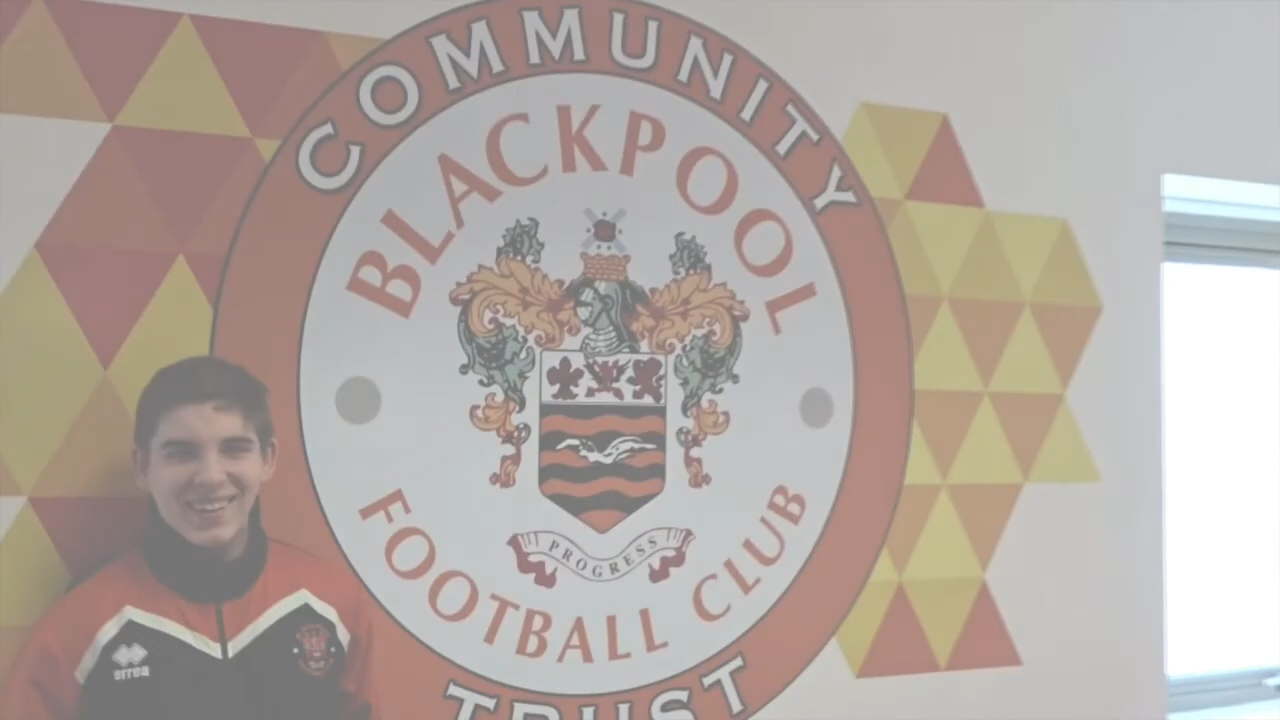 COMMUNITY
BLACKPOOL
PROGRESS
FOOTBALL CLUB
TRUST
errea